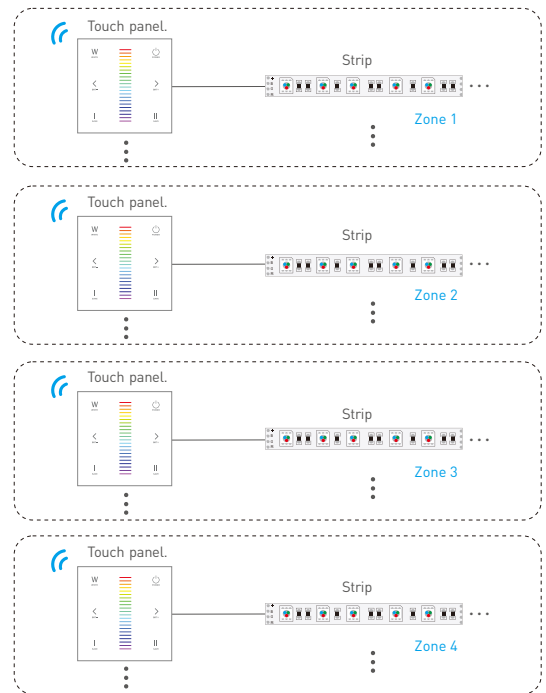 Touch panel.
W
Strip
I II
Zone 1
Touch panel.
W
Strip
I II
Zone 2
Touch panel.
W
Strip
I II
Zone 3
Touch panel.
W
Strip
I II
Zone 4